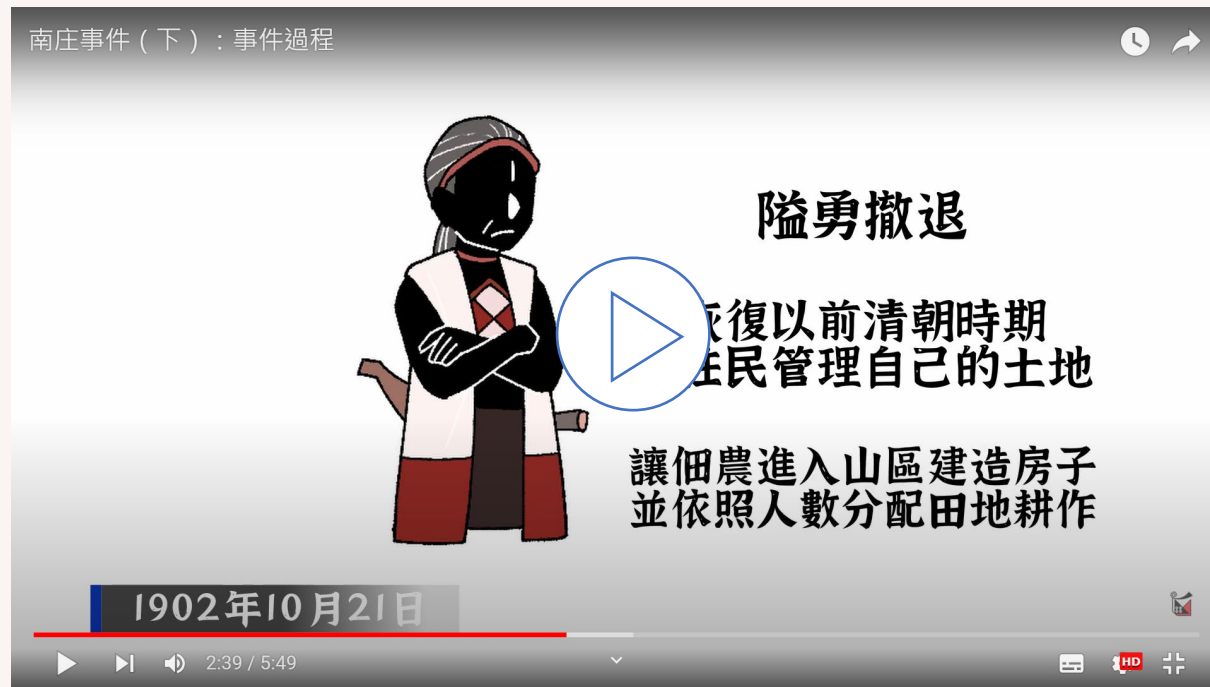 南庄事件（下）：事件過程
隘勇撤退
復以前清朝時期
民管理自己的土地
讓佃農進入山區建造房子
並依照人數分配田地耕作
1902年10月21日
2:39 / 5:49
HD